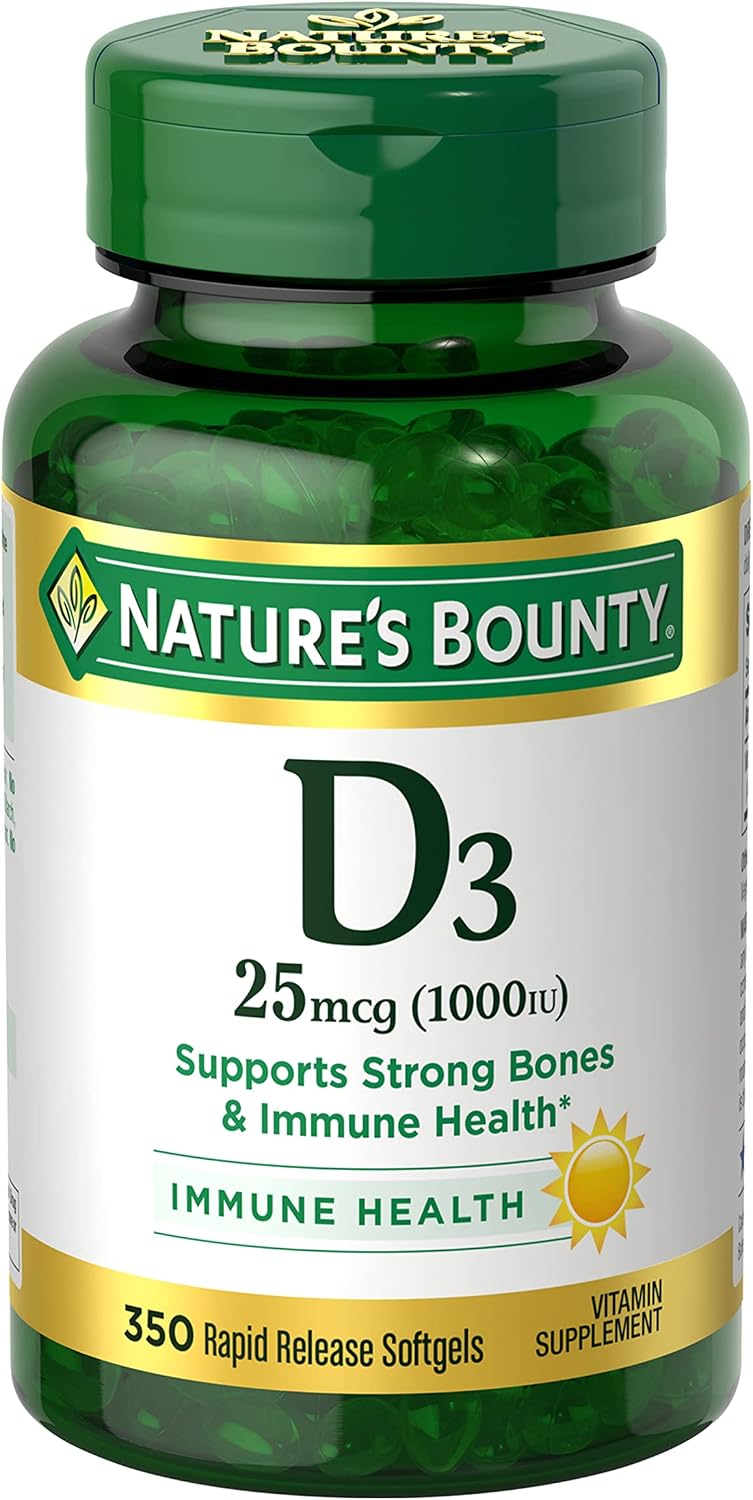 NATURE'S
BOUNTY
NATURE'S BOUNTY®
D3
25mcg (1000IU)
Supports Strong Bones
& Immune Health*
IMMUNE HEALTH
350 Rapid Release Softgels
VITAMIN
SUPPLEMENT